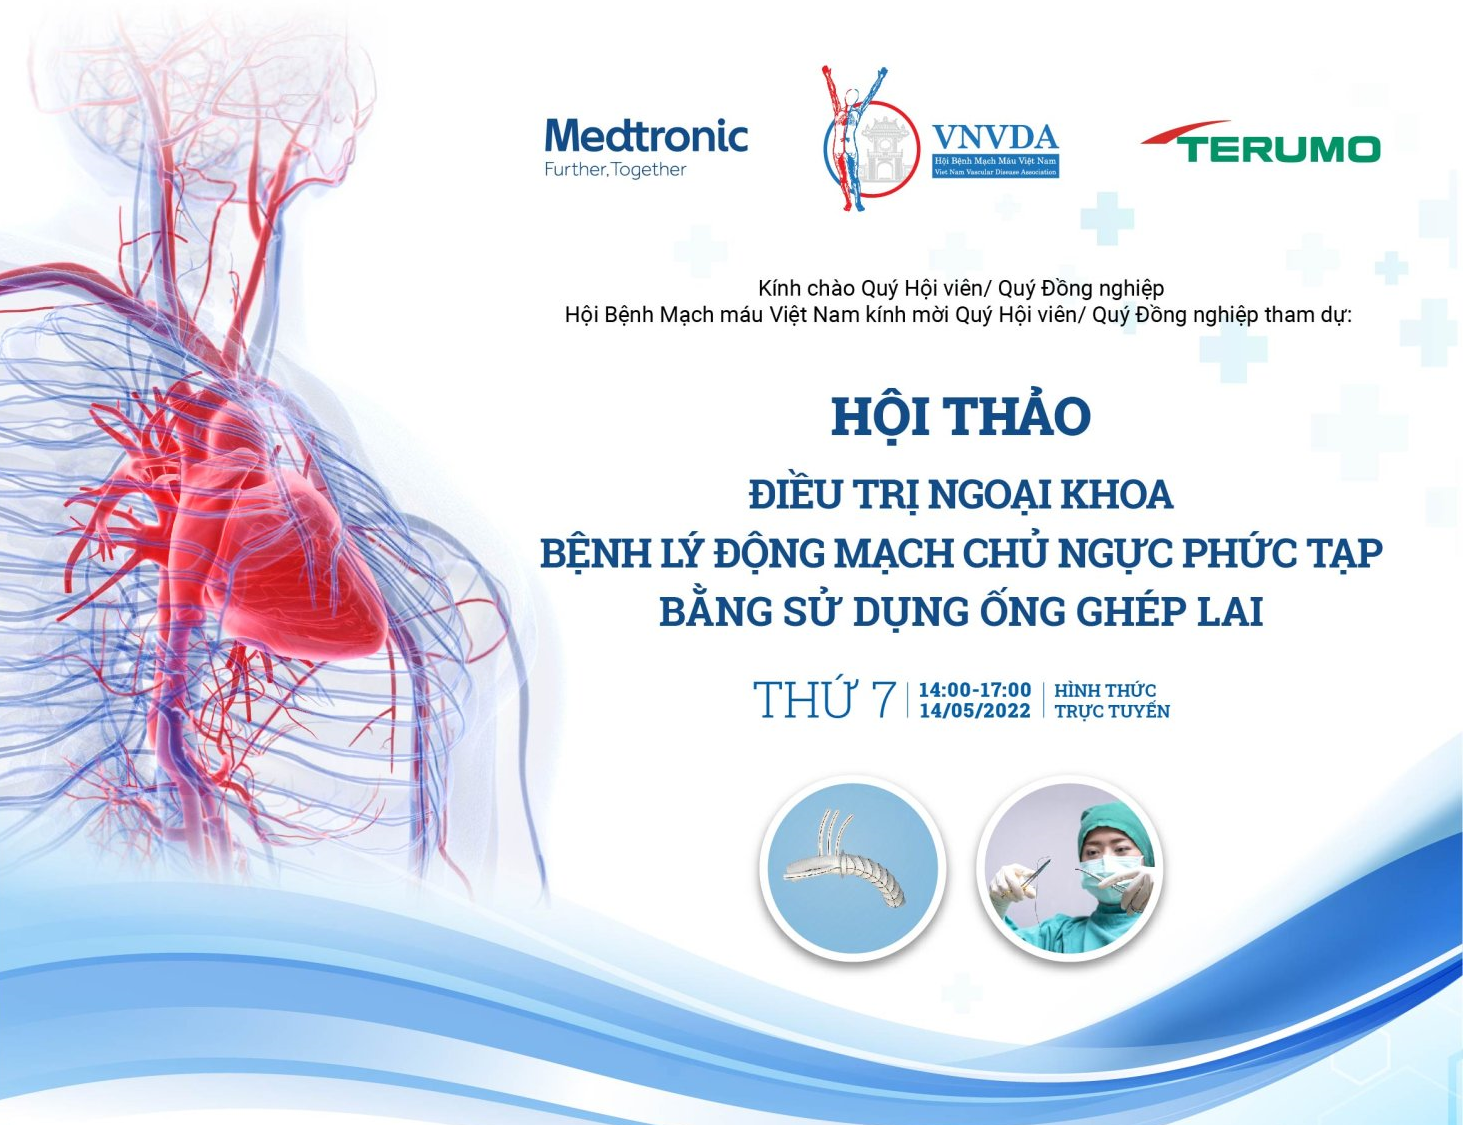 Medtronic
Further, Together
VNVDA
Hội Bệnh Mạch Máu Việt Nam
Viet Nam Vascular Disease Association
TERUMO
Kính chào Quý Hội viên/ Quý Đồng nghiệp
Hội Bệnh Mạch máu Việt Nam kính mời Quý Hội viên/ Quý Đồng nghiệp tham dự:
HỘI THẢO
ĐIỀU TRỊ NGOẠI KHOA
BỆNH LÝ ĐỘNG MẠCH CHỦ NGỰC PHỨC TẠP
BẰNG SỬ DỤNG ỐNG GHÉP LAI
THỨ 7
14:00-17:00
14/05/2022
HÌNH THỨC
TRỰC TUYẾN